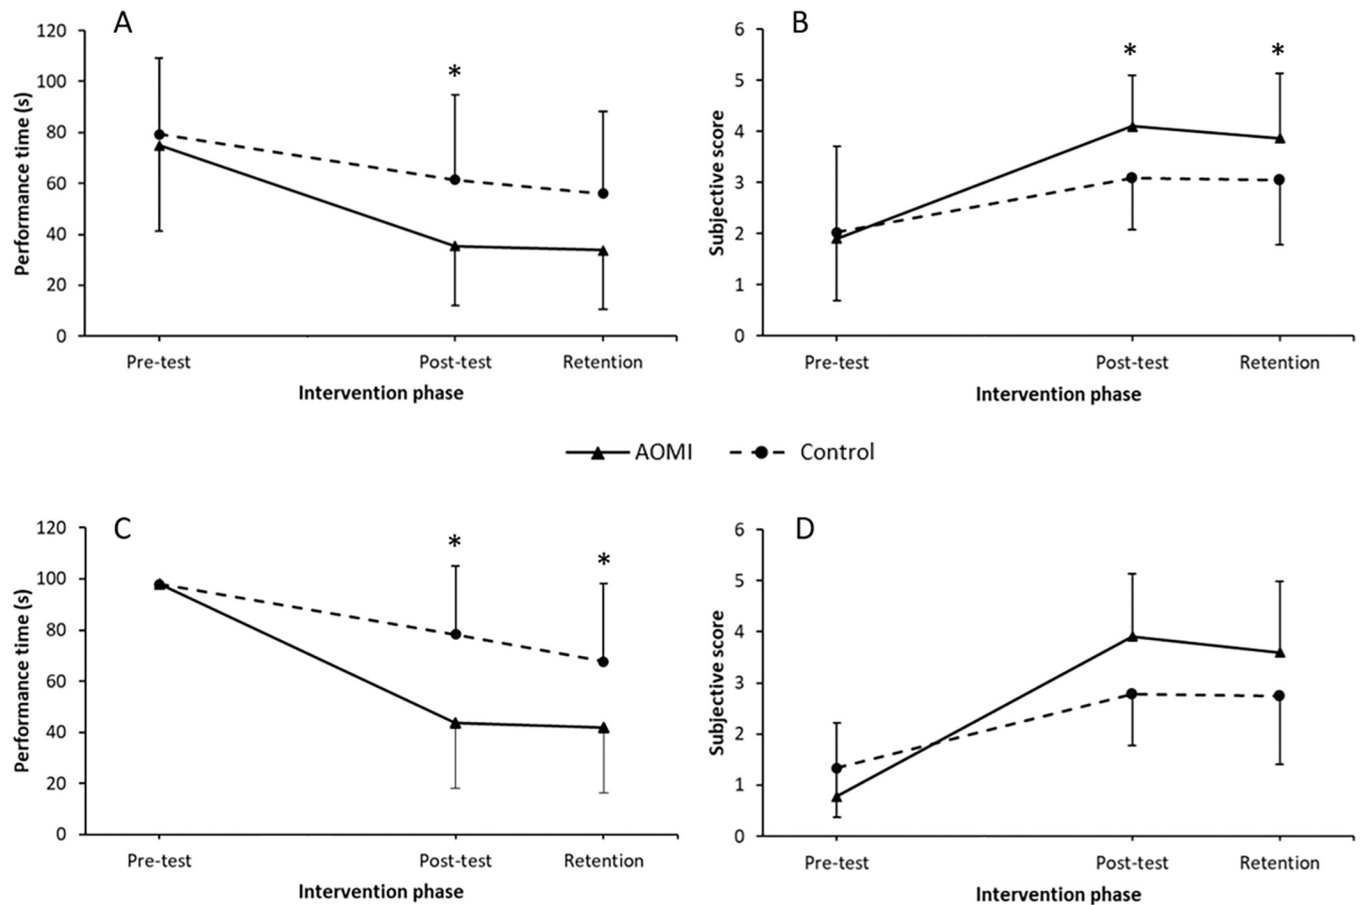 A
Performance time (s)
120
100
80
60
40
20
0
*
Pre-test Post-test Retention
Intervention phase
B
Subjective score
6
5
4
3
2
1
0
* *
Pre-test Post-test Retention
Intervention phase
AOMI Control
C
Performance time (s)
120
100
80
60
40
20
0
* *
Pre-test Post-test Retention
Intervention phase
D
Subjective score
6
5
4
3
2
1
0
Pre-test Post-test Retention
Intervention phase